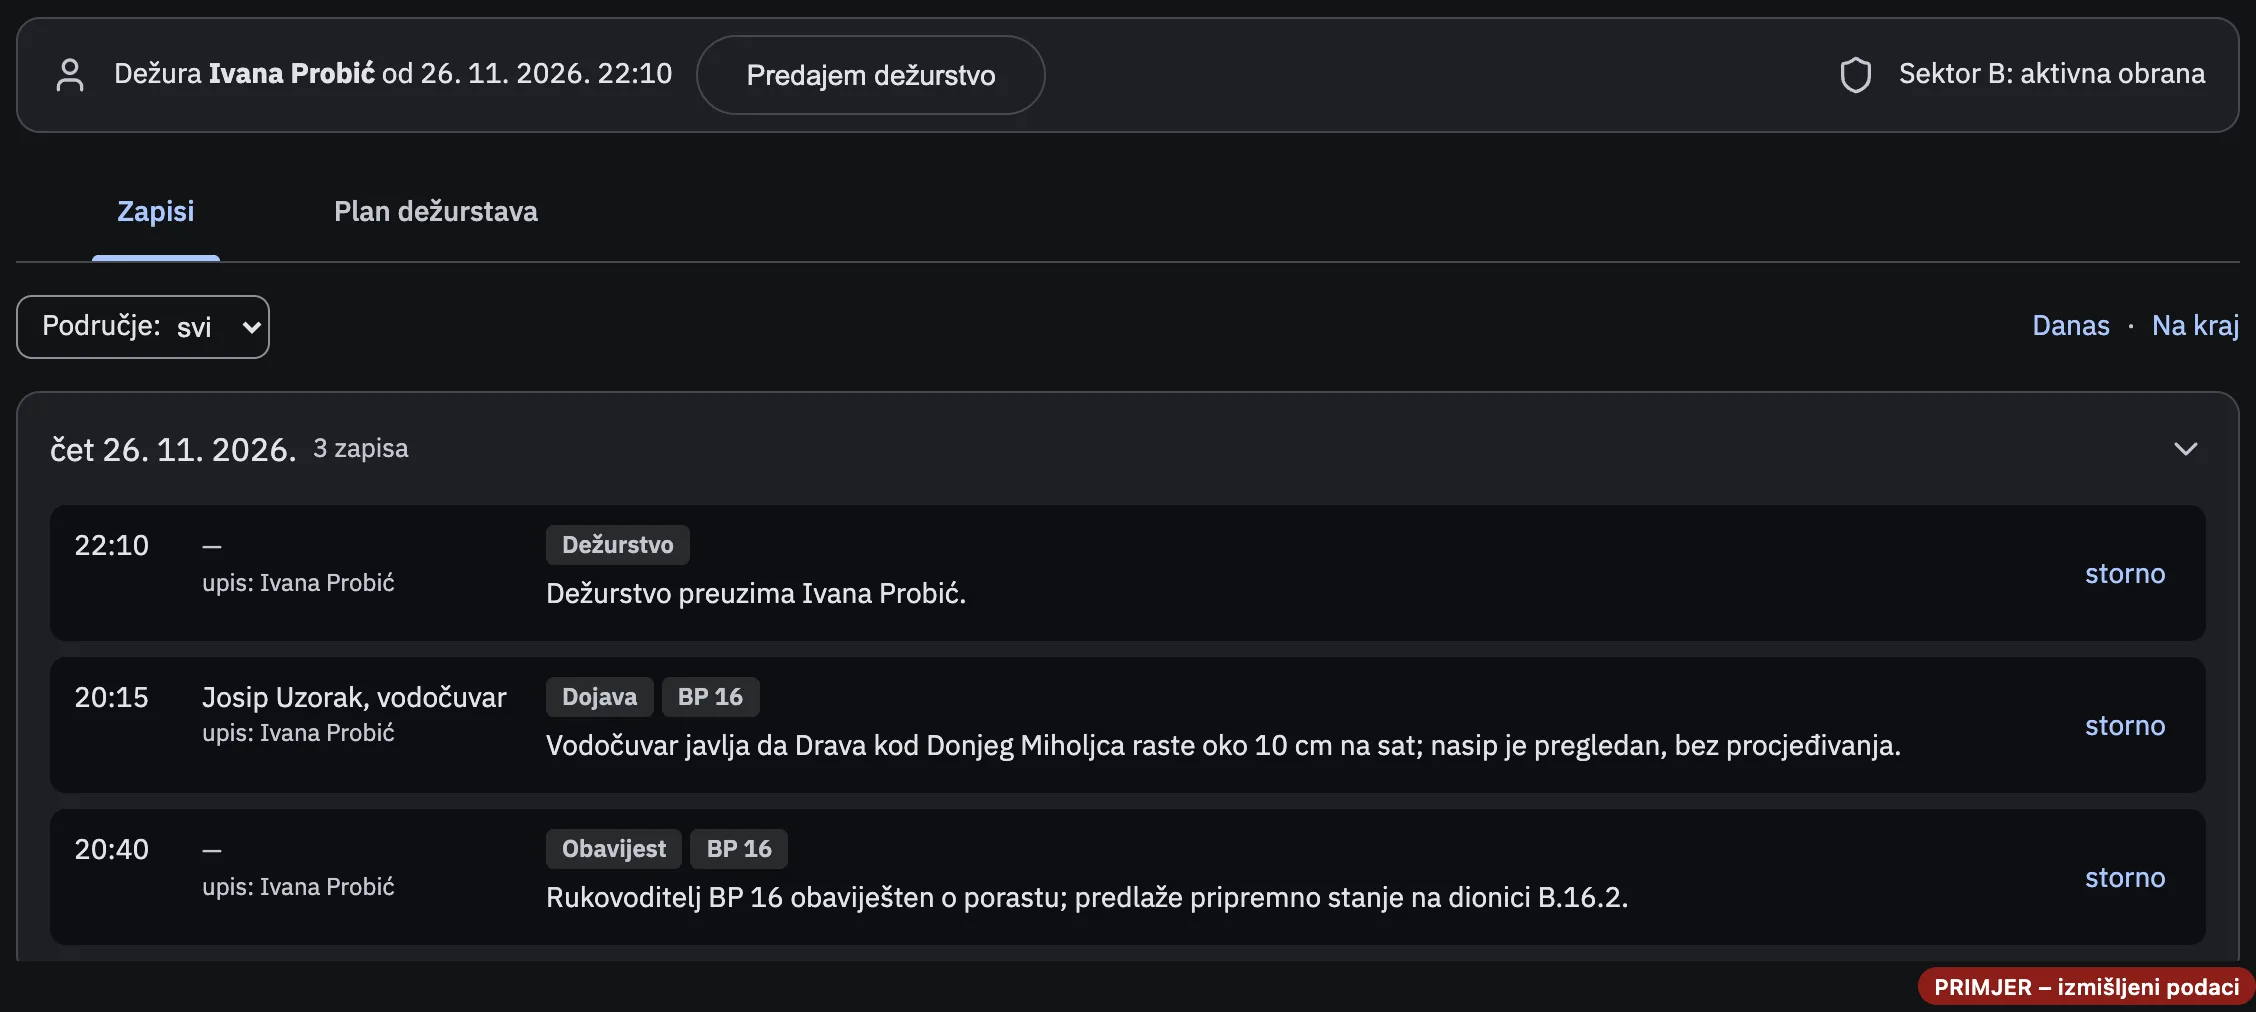 Dežura Ivana Probić od 26. 11. 2026. 22:10
Predajem dežurstvo
Sektor B: aktivna obrana
Zapisi
Plan dežurstava
Područje: svi
Danas · Na kraj
čet 26. 11. 2026. 3 zapisa
22:10
—
upis: Ivana Probić
Dežurstvo
Dežurstvo preuzima Ivana Probić.
storno
20:15
Josip Uzorak, vodočuvar
upis: Ivana Probić
Dojava BP 16
Vodočuvar javlja da Drava kod Donjeg Miholjca raste oko 10 cm na sat; nasip je pregledan, bez procjeđivanja.
storno
20:40
—
upis: Ivana Probić
Obavijest BP 16
Rukovoditelj BP 16 obaviješten o porastu; predlaže pripremno stanje na dionici B.16.2.
storno
PRIMJER – izmišljeni podaci